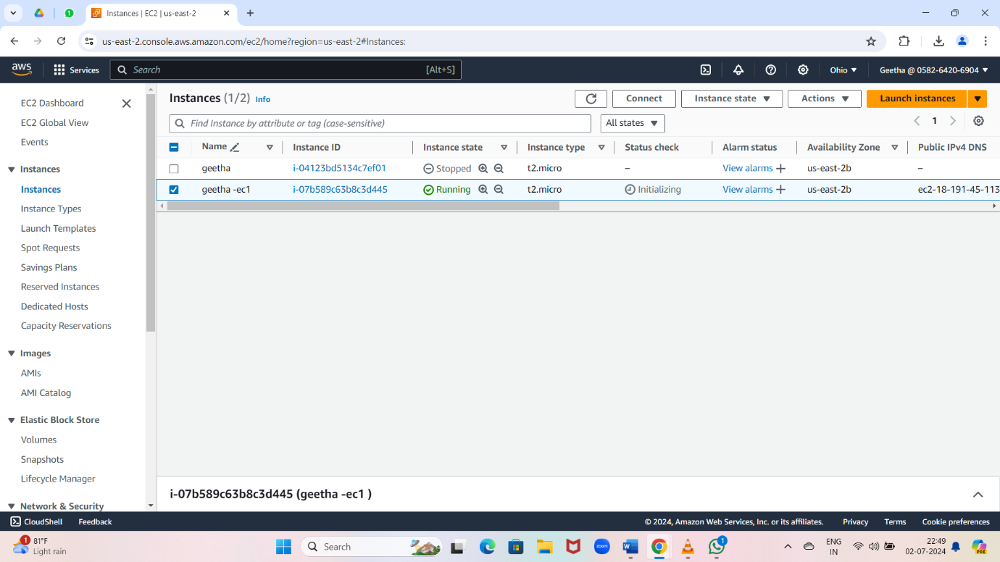 1
Instances | EC2 | us-east-2
us-east-2.console.aws.amazon.com/ec2/home?region=us-east-2#Instances:
aws Services Search [Alt+S] Ohio Geetha @ 0582-6420-6904
EC2 Dashboard
EC2 Global View
Events
Instances
Instances
Instance Types
Launch Templates
Spot Requests
Savings Plans
Reserved Instances
Dedicated Hosts
Capacity Reservations
Images
AMIs
AMI Catalog
Elastic Block Store
Volumes
Snapshots
Lifecycle Manager
Network & Security
Instances (1/2) Info Connect Instance state Actions Launch instances
Find Instance by attribute or tag (case-sensitive) All states 1
Name Instance ID Instance state Instance type Status check Alarm status Availability Zone Public IPv4 DNS
geetha i-04123bd5134c7ef01 Stopped t2.micro – View alarms us-east-2b –
geetha -ec1 i-07b589c63b8c3d445 Running t2.micro Initializing View alarms us-east-2b ec2-18-191-45-113
i-07b589c63b8c3d445 (geetha -ec1 )
CloudShell Feedback © 2024, Amazon Web Services, Inc. or its affiliates. Privacy Terms Cookie preferences
1 81°F
Light rain
Search
zoom
W
1
ENG
IN
22:49
02-07-2024
PRE